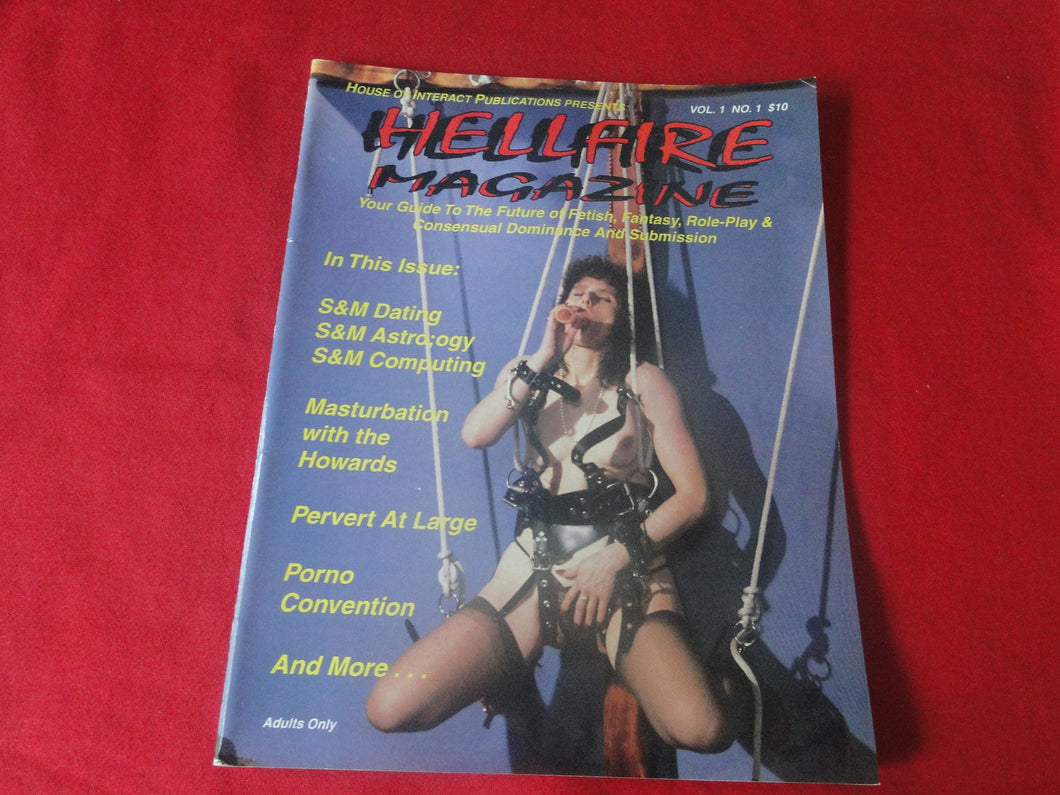 HOUSE OF INTERACT PUBLICATIONS PRESENTS:
VOL. 1 NO. 1 $10
HELLFIRE
MAGAZINE
Your Guide To The Future of Fetish, Fantasy, Role-Play &
Consensual Dominance And Submission
In This Issue:
S&M Dating
S&M Astro;ogy
S&M Computing
Masturbation
with the
Howards
Pervert At Large
Porno
Convention
And More . . .
Adults Only